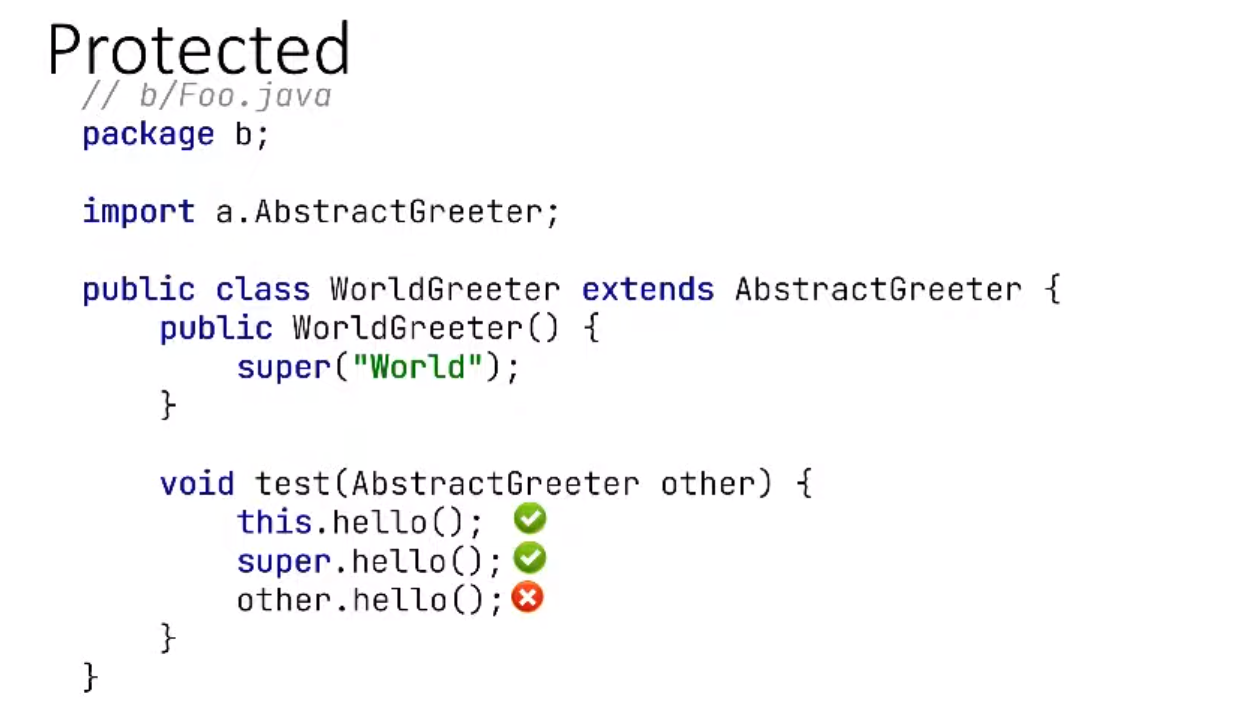 Protected
// b/Foo.java
package b;
import a.AbstractGreeter;
public class WorldGreeter extends AbstractGreeter {
public WorldGreeter() {
super("World");
}
void test(AbstractGreeter other) {
this.hello();
super.hello();
other.hello();
}
}